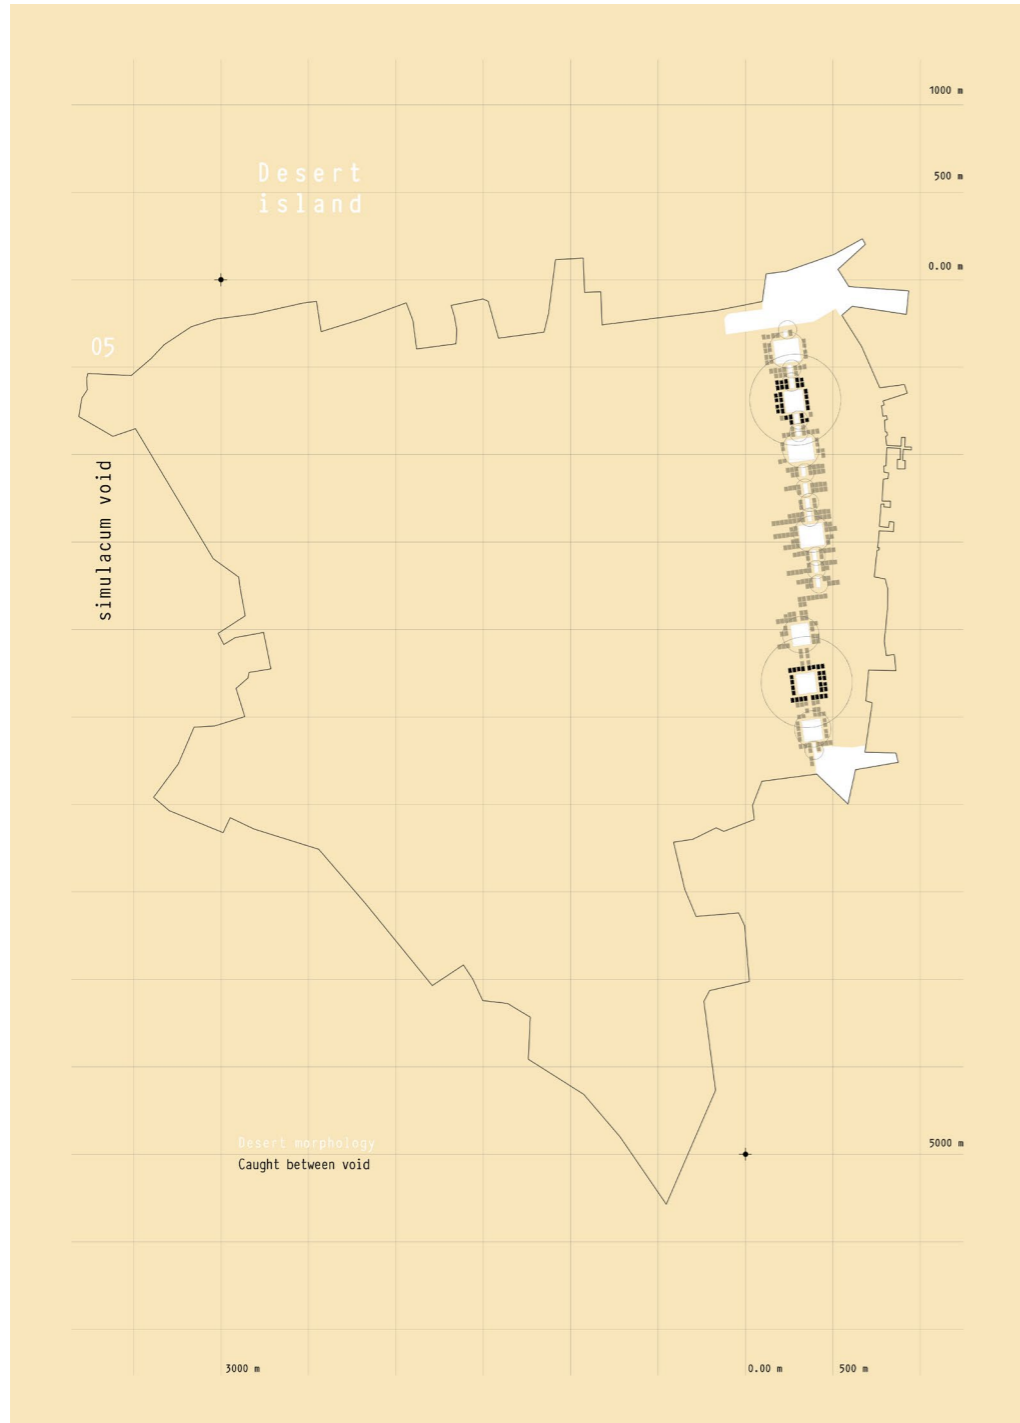 1000 m
Desert
island
500 m
0.00 m
05
simulacum void
Desert morphology
Caught between void
5000 m
3000 m
0.00 m
500 m